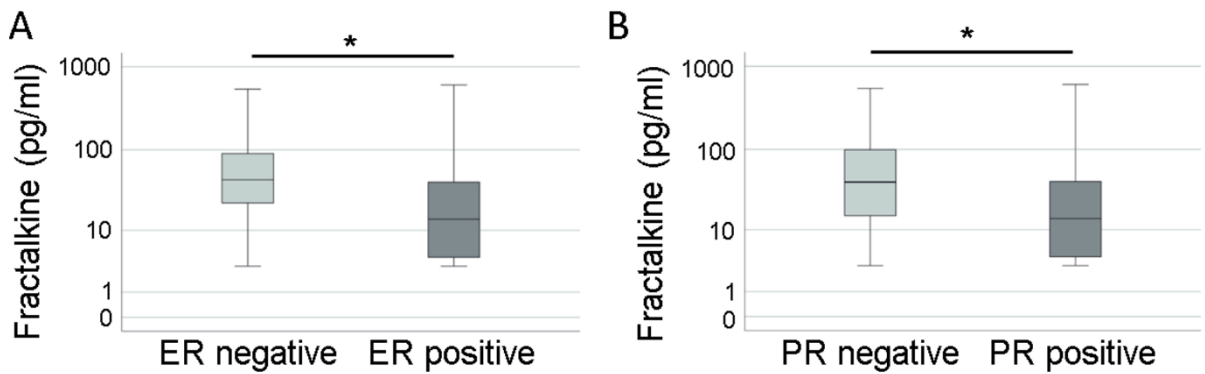 A
*
Fractalkine (pg/ml)
1000
100
10
1
0
ER negative
ER positive
B
*
Fractalkine (pg/ml)
1000
100
10
1
0
PR negative
PR positive